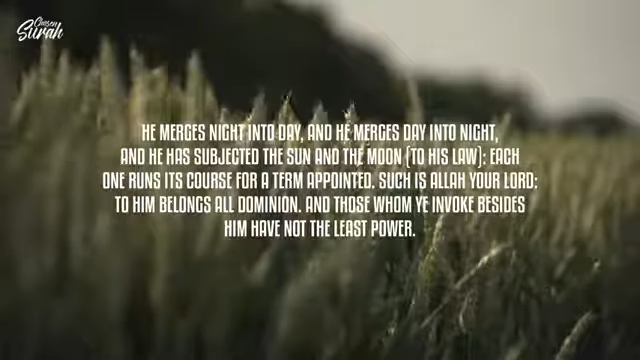 Chosen
Surah
HE MERGES NIGHT INTO DAY, AND HE MERGES DAY INTO NIGHT,
AND HE HAS SUBJECTED THE SUN AND THE MOON (TO HIS LAW): EACH
ONE RUNS ITS COURSE FOR A TERM APPOINTED. SUCH IS ALLAH YOUR LORD:
TO HIM BELONGS ALL DOMINION. AND THOSE WHOM YE INVOKE BESIDES
HIM HAVE NOT THE LEAST POWER.